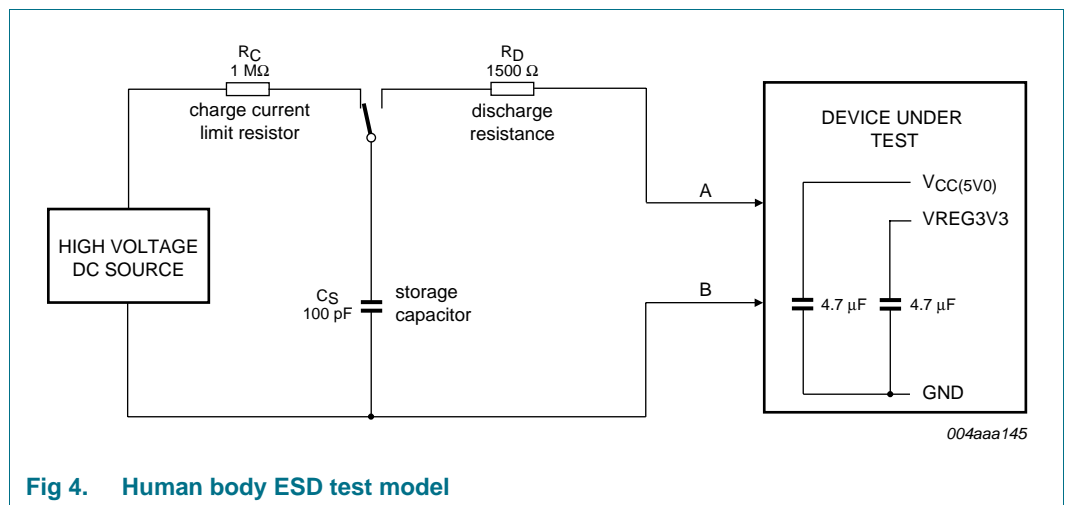 RC
1 MΩ
charge current
limit resistor
RD
1500 Ω
discharge
resistance
DEVICE UNDER
TEST
VCC(5V0)
VREG3V3
A
HIGH VOLTAGE
DC SOURCE
CS
100 pF
storage
capacitor
B
4.7 μF
4.7 μF
GND
004aaa145
Fig 4. Human body ESD test model